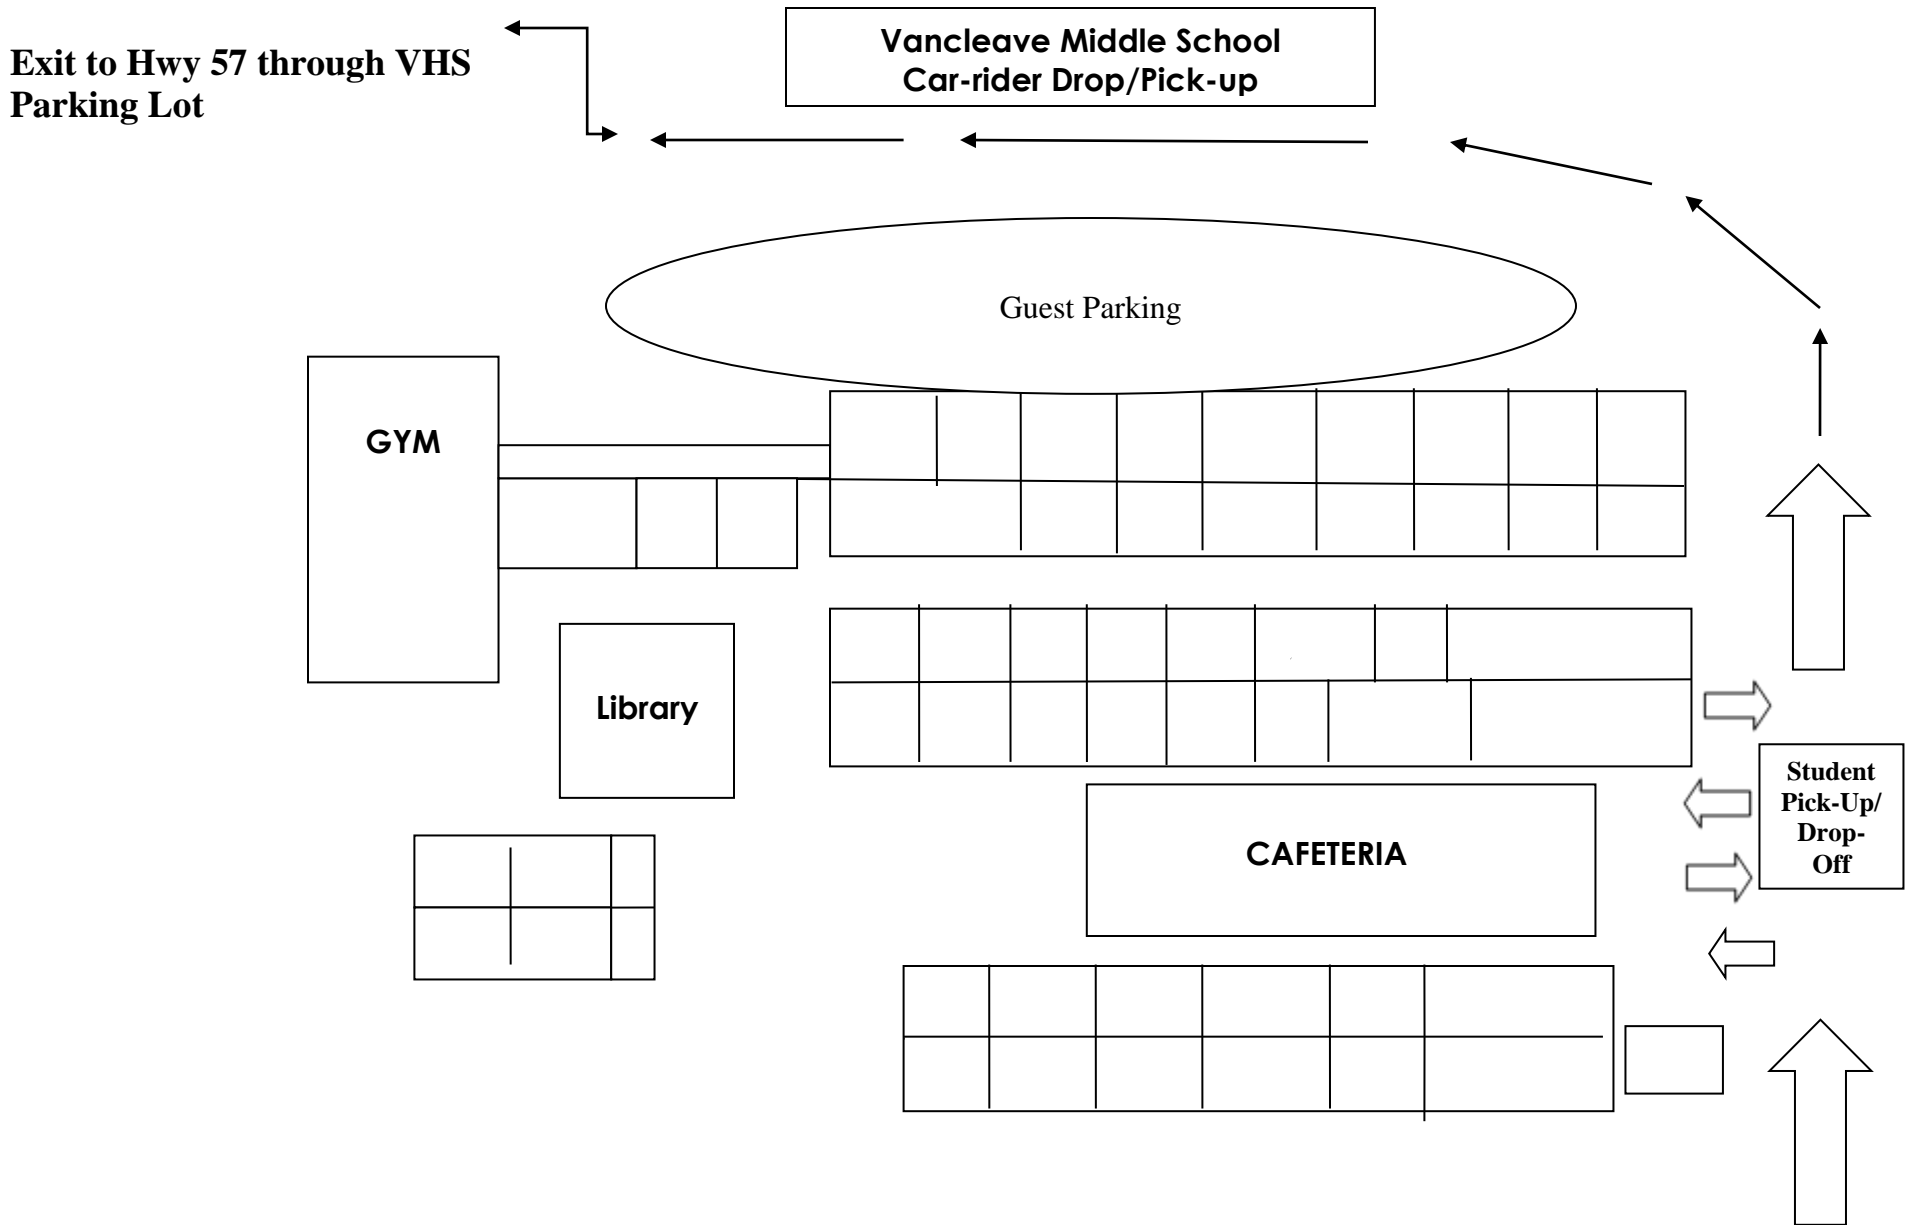 Exit to Hwy 57 through VHS
Parking Lot
Vancleave Middle School
Car-rider Drop/Pick-up
Guest Parking
GYM
Library
Student
Pick-Up/
Drop-
Off
CAFETERIA